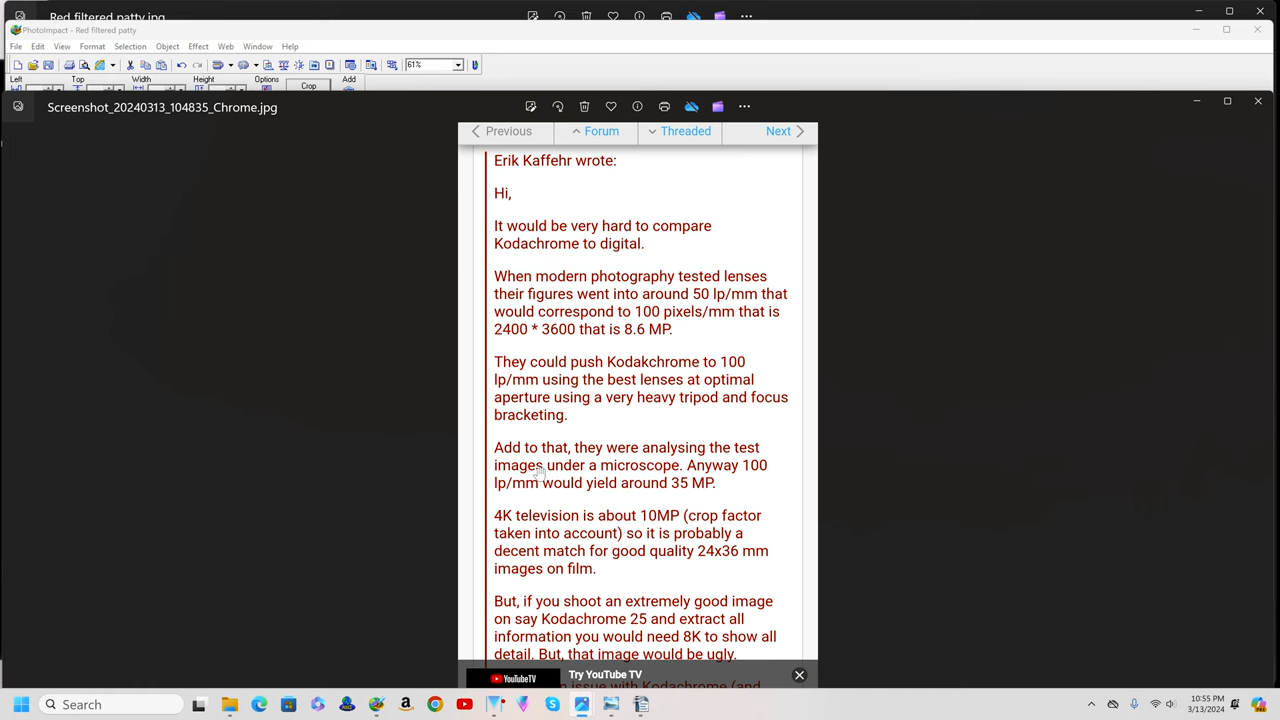 Red filtered patty.jpg
PhotoImpact - Red filtered patty
File Edit View Format Selection Object Effect Web Window Help
61%
Left Top Width Height Options Add
Crop
Screenshot_20240313_104835_Chrome.jpg
Previous Forum Threaded Next
Erik Kaffehr wrote:
Hi,
It would be very hard to compare
Kodachrome to digital.
When modern photography tested lenses
their figures went into around 50 lp/mm that
would correspond to 100 pixels/mm that is
2400 * 3600 that is 8.6 MP.
They could push Kodakchrome to 100
lp/mm using the best lenses at optimal
aperture using a very heavy tripod and focus
bracketing.
Add to that, they were analysing the test
images under a microscope. Anyway 100
lp/mm would yield around 35 MP.
4K television is about 10MP (crop factor
taken into account) so it is probably a
decent match for good quality 24x36 mm
images on film.
But, if you shoot an extremely good image
on say Kodachrome 25 and extract all
information you would need 8K to show all
detail. But, that image would be ugly.
issue with Kodachrome (and
YouTubeTV
Try YouTube TV
Search
10:55 PM
3/13/2024